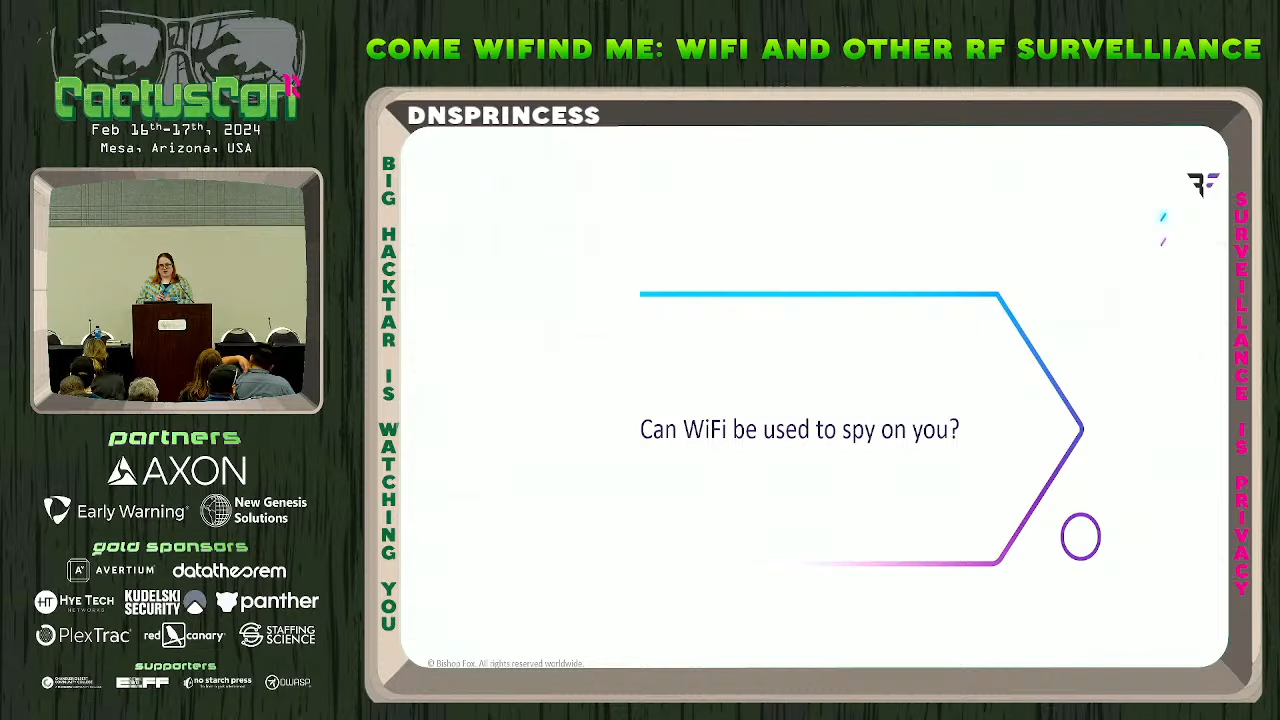 COME WIFIND ME: WIFI AND OTHER RF SURVELLIANCE
CactusCon
Feb 16th-17th, 2024
Mesa, Arizona, USA
DNSPRINCESS
BIG HACKTAR IS WATCHING YOU
Can WiFi be used to spy on you?
© Bishop Fox. All rights reserved worldwide.
SURVEILLANCE IS PRIVACY
partners
AXON
Early Warning
New Genesis
Solutions
gold sponsors
AVERTIUM
datatheorem
HT
HYE TECH
NETWORKS
KUDELSKI
SECURITY
panther
PlexTrac
red canary
STAFFING
SCIENCE
supporters
EFF
no starch press
OWASP